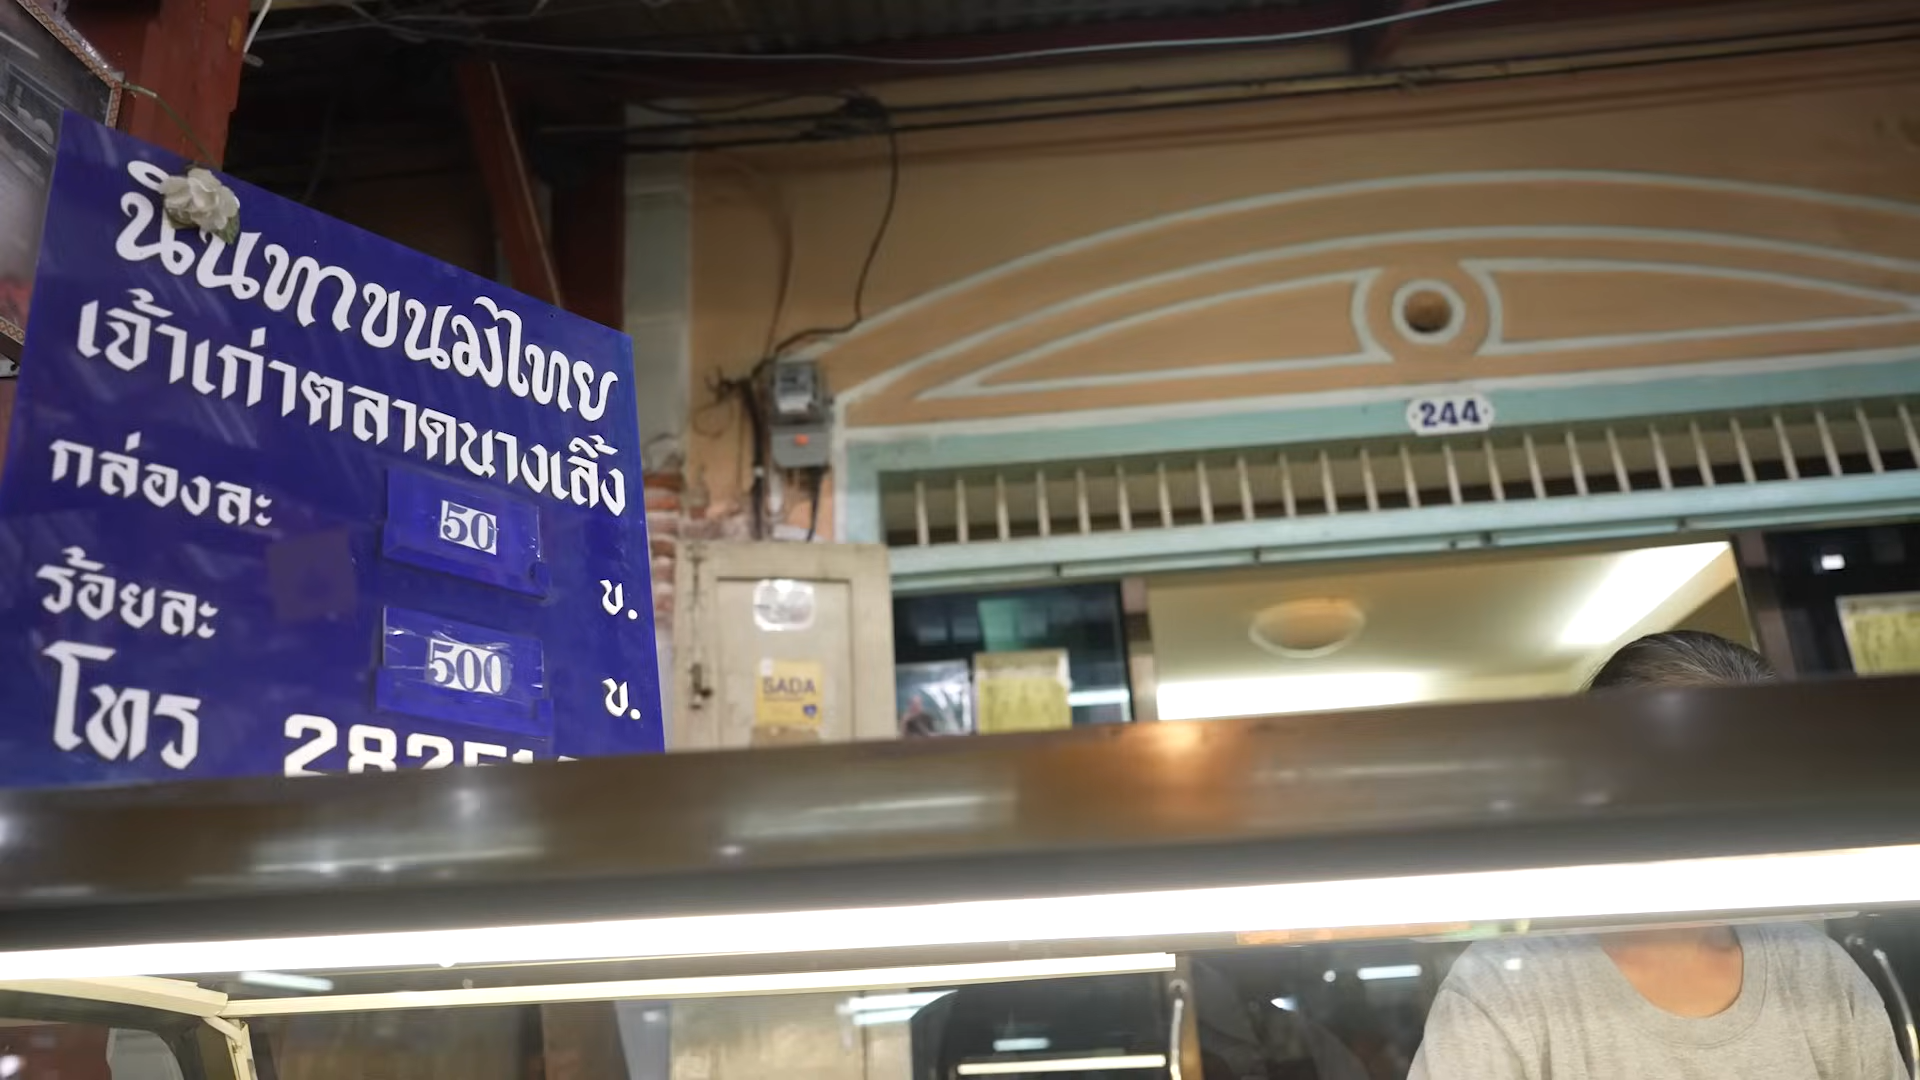 นันทาขนมไทย
เจ้าเก่าตลาดนางเลิ้ง
กล่องละ 50 บ.
ร้อยละ 500 บ.
โทร 28251
244
SADA